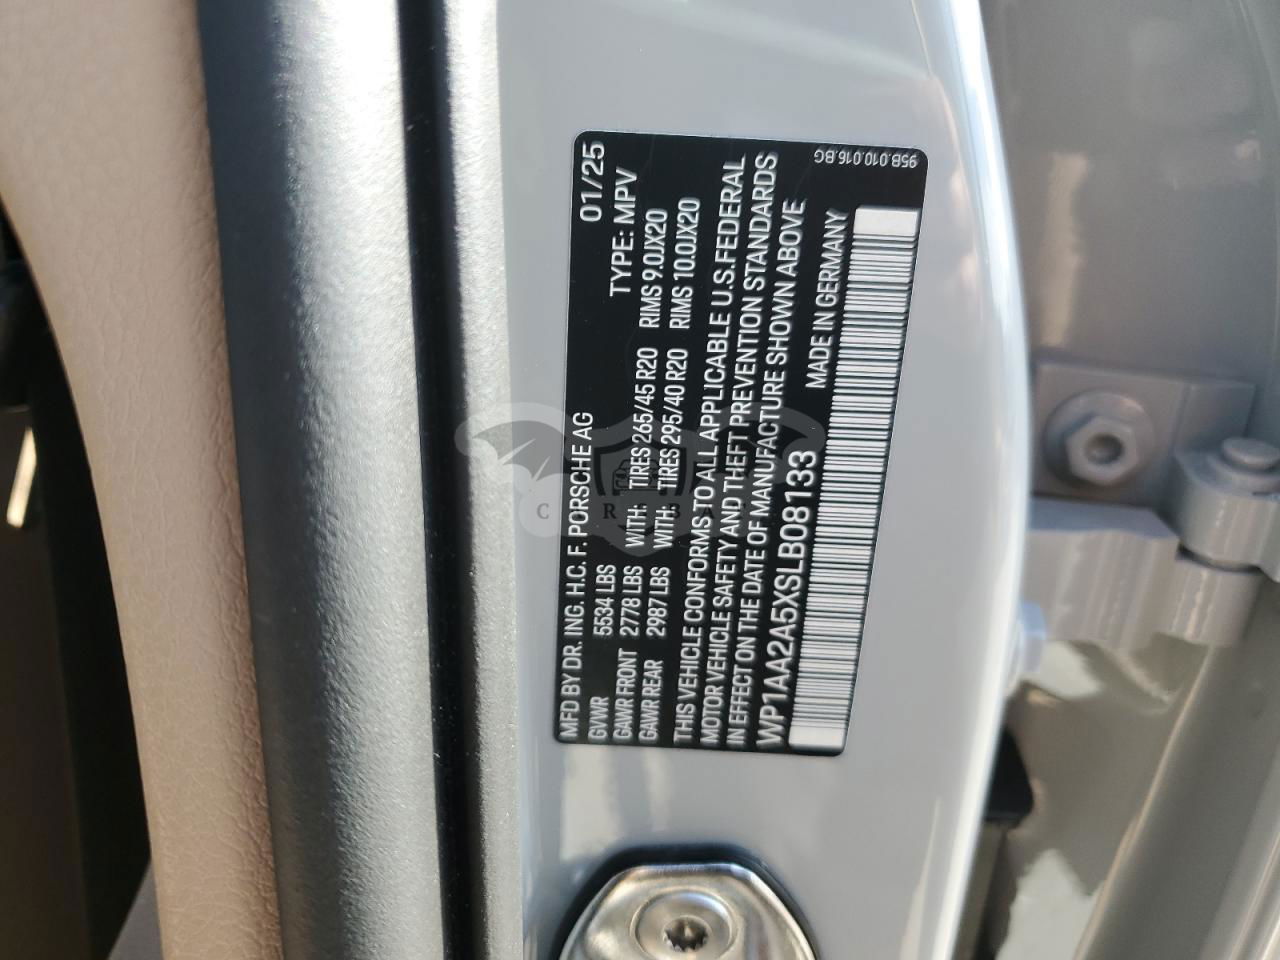 MFD BY DR. ING. H.C. F. PORSCHE AG 01/25
GVWR 5534 LBS TYPE: MPV
GAWR FRONT 2778 LBS WITH: TIRES 265/45 R20 RIMS 9.0JX20
GAWR REAR 2987 LBS WITH: TIRES 295/40 R20 RIMS 10.0JX20
THIS VEHICLE CONFORMS TO ALL APPLICABLE U.S. FEDERAL
MOTOR VEHICLE SAFETY AND THEFT PREVENTION STANDARDS
IN EFFECT ON THE DATE OF MANUFACTURE SHOWN ABOVE
WP1AA2A5XSLB08133 MADE IN GERMANY
95B.010.016.BG